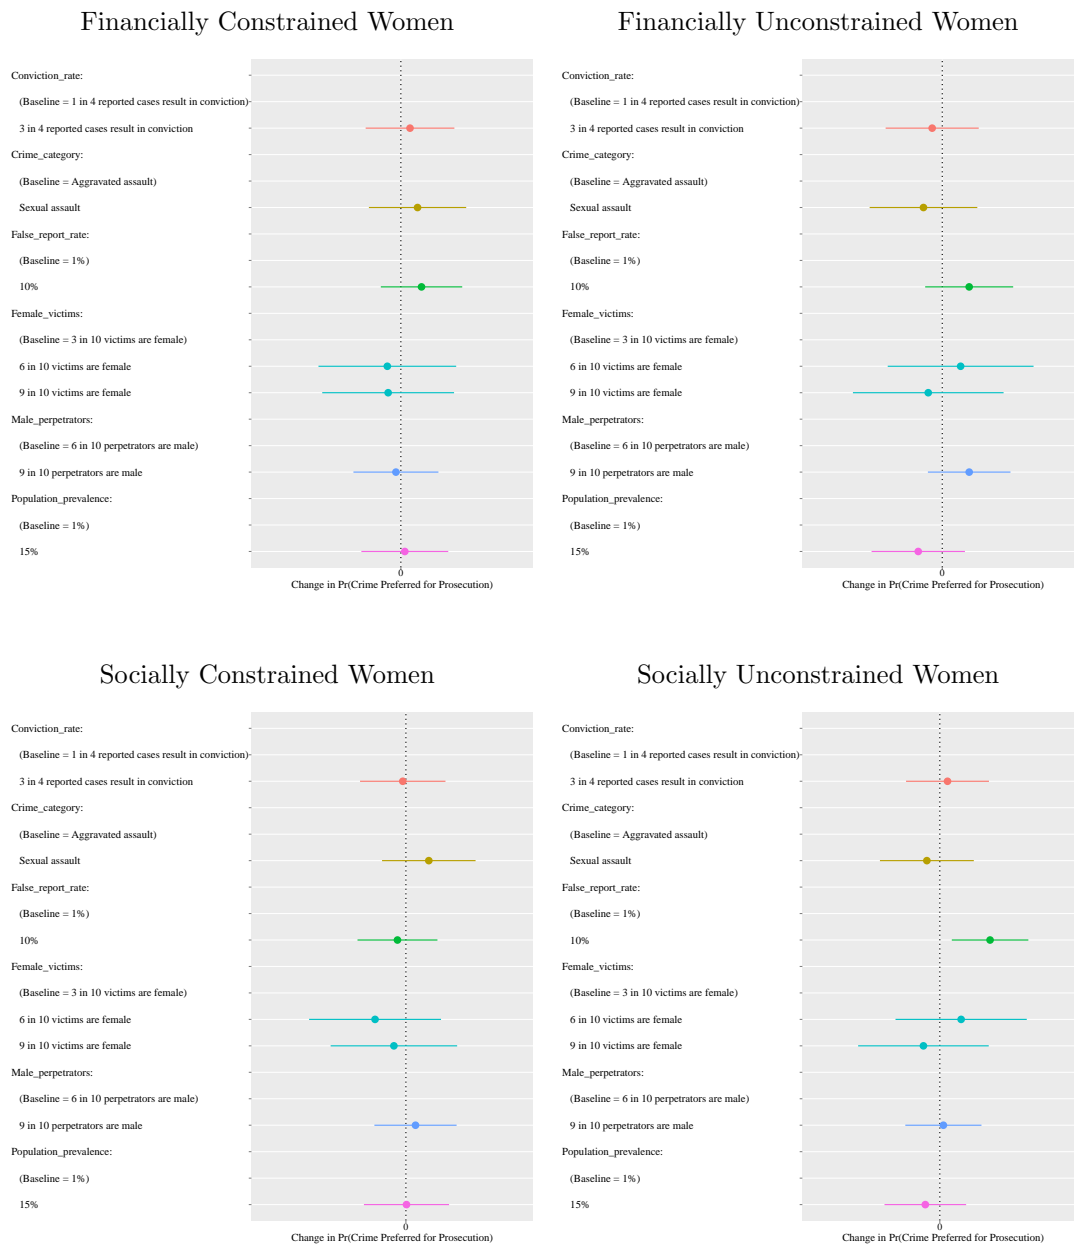 Financially Constrained Women
Conviction_rate:
(Baseline = 1 in 4 reported cases result in conviction)
3 in 4 reported cases result in conviction
Crime_category:
(Baseline = Aggravated assault)
Sexual assault
False_report_rate:
(Baseline = 1%)
10%
Female_victims:
(Baseline = 3 in 10 victims are female)
6 in 10 victims are female
9 in 10 victims are female
Male_perpetrators:
(Baseline = 6 in 10 perpetrators are male)
9 in 10 perpetrators are male
Population_prevalence:
(Baseline = 1%)
15%
0
Change in Pr(Crime Preferred for Prosecution)
Financially Unconstrained Women
Conviction_rate:
(Baseline = 1 in 4 reported cases result in conviction)
3 in 4 reported cases result in conviction
Crime_category:
(Baseline = Aggravated assault)
Sexual assault
False_report_rate:
(Baseline = 1%)
10%
Female_victims:
(Baseline = 3 in 10 victims are female)
6 in 10 victims are female
9 in 10 victims are female
Male_perpetrators:
(Baseline = 6 in 10 perpetrators are male)
9 in 10 perpetrators are male
Population_prevalence:
(Baseline = 1%)
15%
0
Change in Pr(Crime Preferred for Prosecution)
Socially Constrained Women
Conviction_rate:
(Baseline = 1 in 4 reported cases result in conviction)
3 in 4 reported cases result in conviction
Crime_category:
(Baseline = Aggravated assault)
Sexual assault
False_report_rate:
(Baseline = 1%)
10%
Female_victims:
(Baseline = 3 in 10 victims are female)
6 in 10 victims are female
9 in 10 victims are female
Male_perpetrators:
(Baseline = 6 in 10 perpetrators are male)
9 in 10 perpetrators are male
Population_prevalence:
(Baseline = 1%)
15%
0
Change in Pr(Crime Preferred for Prosecution)
Socially Unconstrained Women
Conviction_rate:
(Baseline = 1 in 4 reported cases result in conviction)
3 in 4 reported cases result in conviction
Crime_category:
(Baseline = Aggravated assault)
Sexual assault
False_report_rate:
(Baseline = 1%)
10%
Female_victims:
(Baseline = 3 in 10 victims are female)
6 in 10 victims are female
9 in 10 victims are female
Male_perpetrators:
(Baseline = 6 in 10 perpetrators are male)
9 in 10 perpetrators are male
Population_prevalence:
(Baseline = 1%)
15%
0
Change in Pr(Crime Preferred for Prosecution)